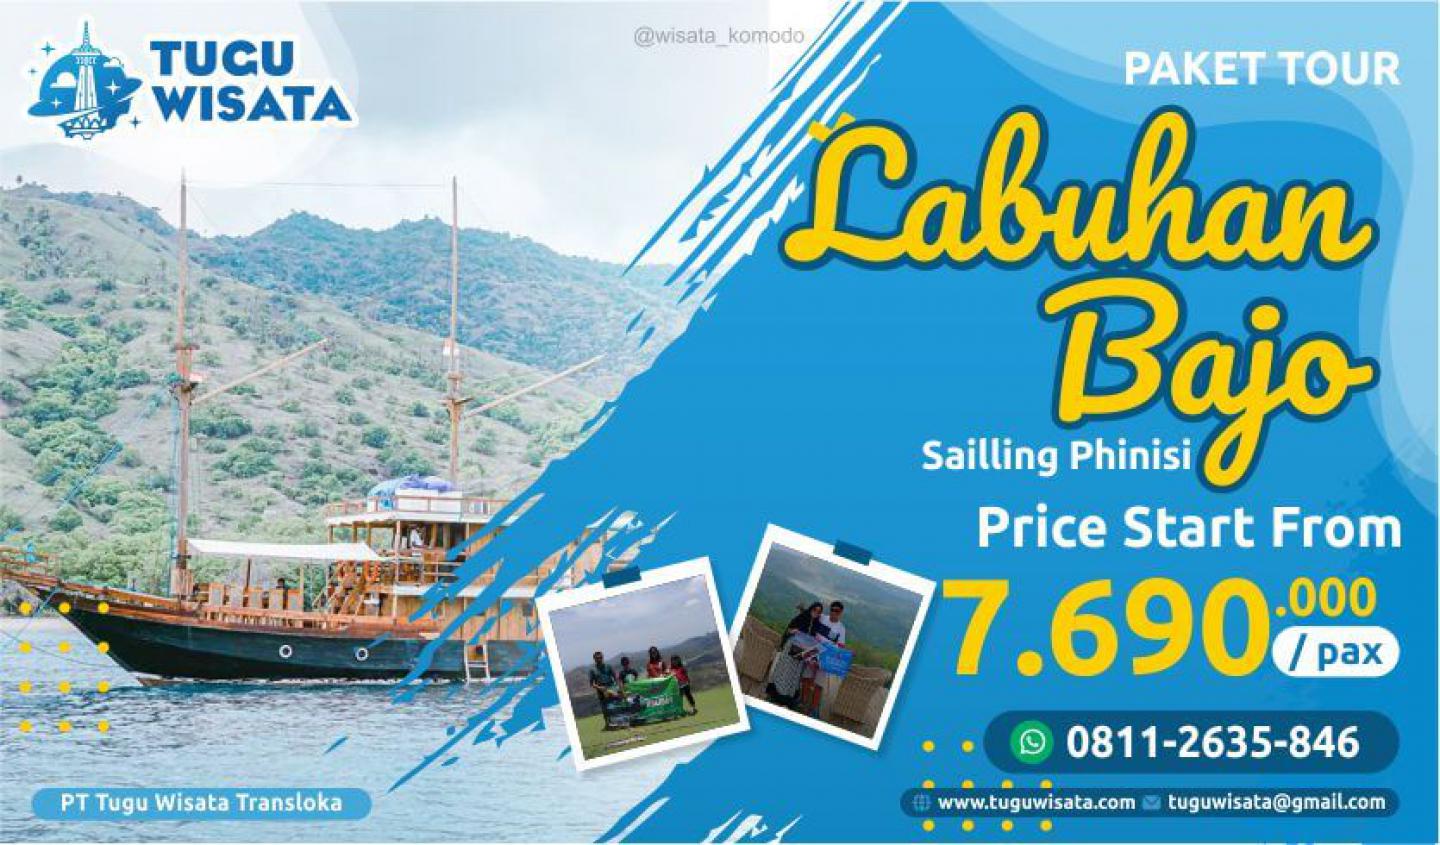 @wisata_komodo
TUGU
WISATA
PAKET TOUR
Labuhan
Bajo
Sailling Phinisi
Price Start From
7.690.000
/ pax
0811-2635-846
www.tuguwisata.com tuguwisata@gmail.com
PT Tugu Wisata Transloka